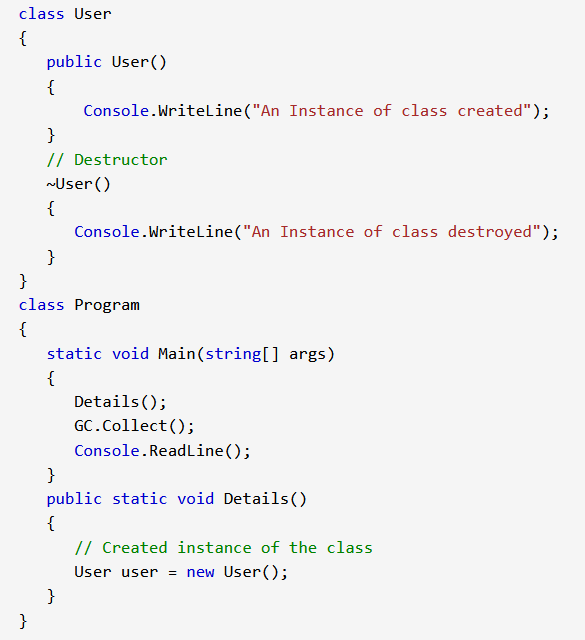 class User
{
public User()
{
Console.WriteLine("An Instance of class created");
}
// Destructor
~User()
{
Console.WriteLine("An Instance of class destroyed");
}
}
class Program
{
static void Main(string[] args)
{
Details();
GC.Collect();
Console.ReadLine();
}
public static void Details()
{
// Created instance of the class
User user = new User();
}
}